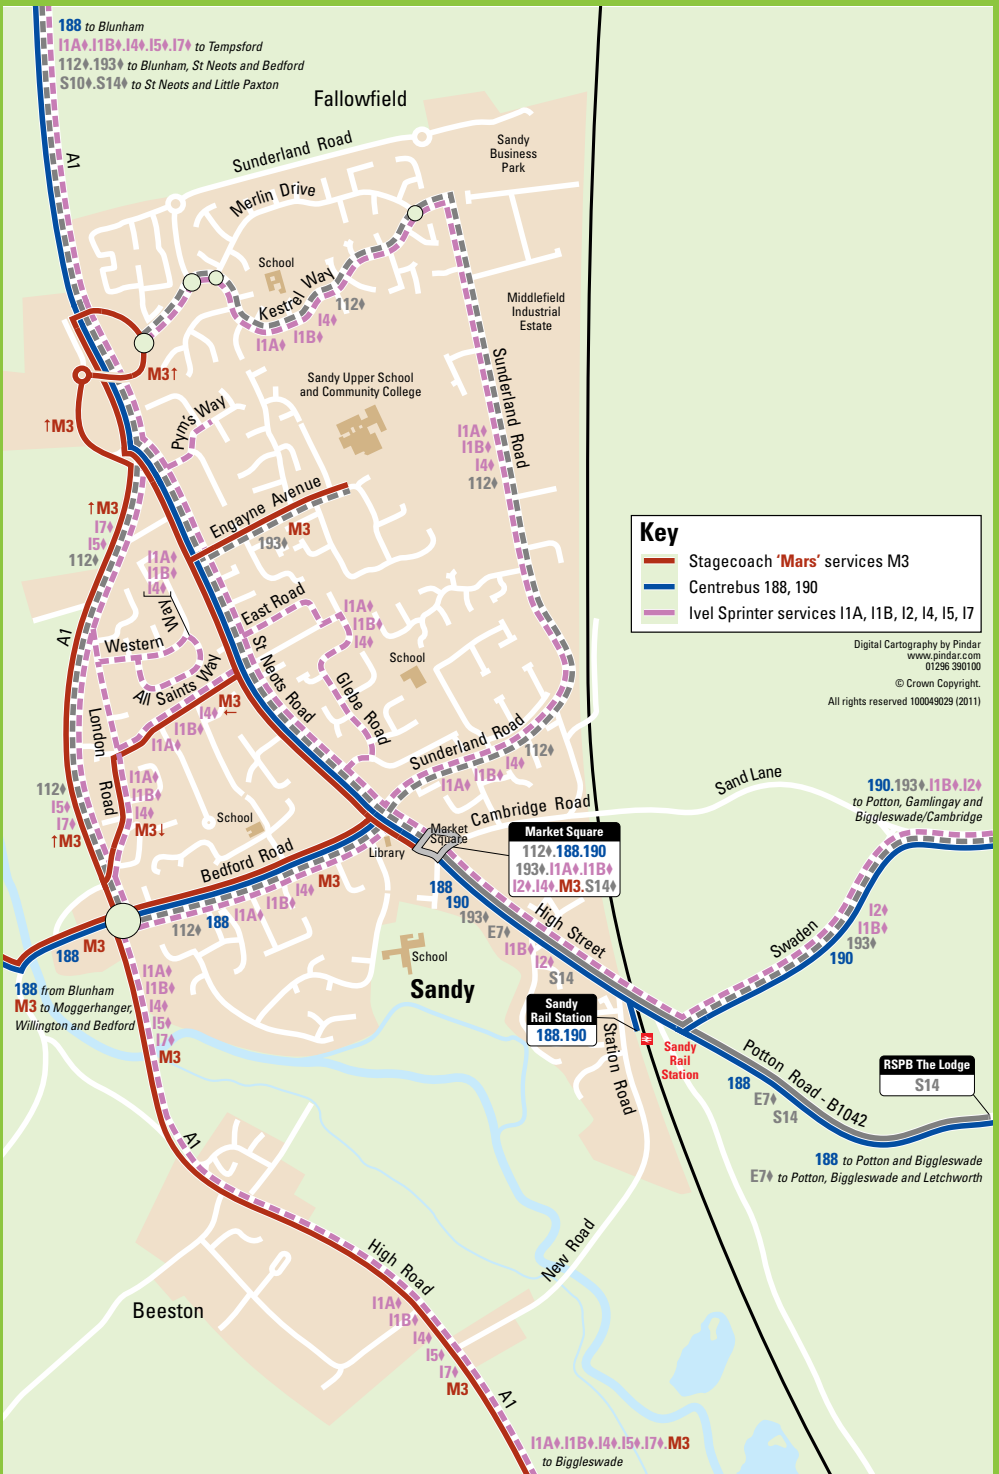 188 to Blunham
I1A♦.I1B♦.I4♦.I5♦.I7♦ to Tempsford
112♦.193♦ to Blunham, St Neots and Bedford
S10♦.S14♦ to St Neots and Little Paxton
Fallowfield
A1
Sunderland Road
Sandy
Business
Park
Merlin Drive
School
Kestrel Way
112♦
I4♦
I1B♦
I1A♦
Middlefield
Industrial
Estate
M3↑
Sandy Upper School
and Community College
↑M3
Pym's Way
Sunderland Road
I1A♦
I1B♦
I4♦
112♦
Engayne Avenue
M3
193♦
↑M3
I7♦
I5♦
112♦
I1A♦
I1B♦
I4♦
Key
Stagecoach 'Mars' services M3
Centrebus 188, 190
Ivel Sprinter services I1A, I1B, I2, I4, I5, I7
Digital Cartography by Pindar
www.pindar.com
01296 390100
© Crown Copyright.
All rights reserved 100049029 (2011)
A1
Western
Way
East Road
I1A♦
I1B♦
I4♦
St Neots Road
School
Glebe Road
All Saints Way
M3
←
I4♦
I1B♦
I1A♦
London
Road
Sunderland Road
112♦
I4♦
I1B♦
I1A♦
112♦
I5♦
I7♦
↑M3
I1A♦
I1B♦
I4♦
M3↓
School
Sand Lane
Cambridge Road
190.193♦.I1B♦.I2♦
to Potton, Gamlingay and
Biggleswade/Cambridge
Market
Square
Library
Market Square
112♦.188.190
193♦.I1A♦.I1B♦
I2♦.I4♦.M3.S14♦
Bedford Road
M3
I4♦
I1B♦
I1A♦
188
112♦
188
190
193♦
E7♦
I1B♦
I2♦
S14
High Street
I2♦
I1B♦
193♦
190
Swaden
M3
188
School
Sandy
188 from Blunham
M3 to Moggerhanger,
Willington and Bedford
I1A♦
I1B♦
I4♦
I5♦
I7♦
M3
Sandy
Rail Station
188.190
Station Road
Sandy
Rail
Station
Potton Road - B1042
188
E7♦
S14
RSPB The Lodge
S14
188 to Potton and Biggleswade
E7♦ to Potton, Biggleswade and Letchworth
A1
New Road
High Road
Beeston
I1A♦
I1B♦
I4♦
I5♦
I7♦
M3
A1
I1A♦.I1B♦.I4♦.I5♦.I7♦.M3
to Biggleswade